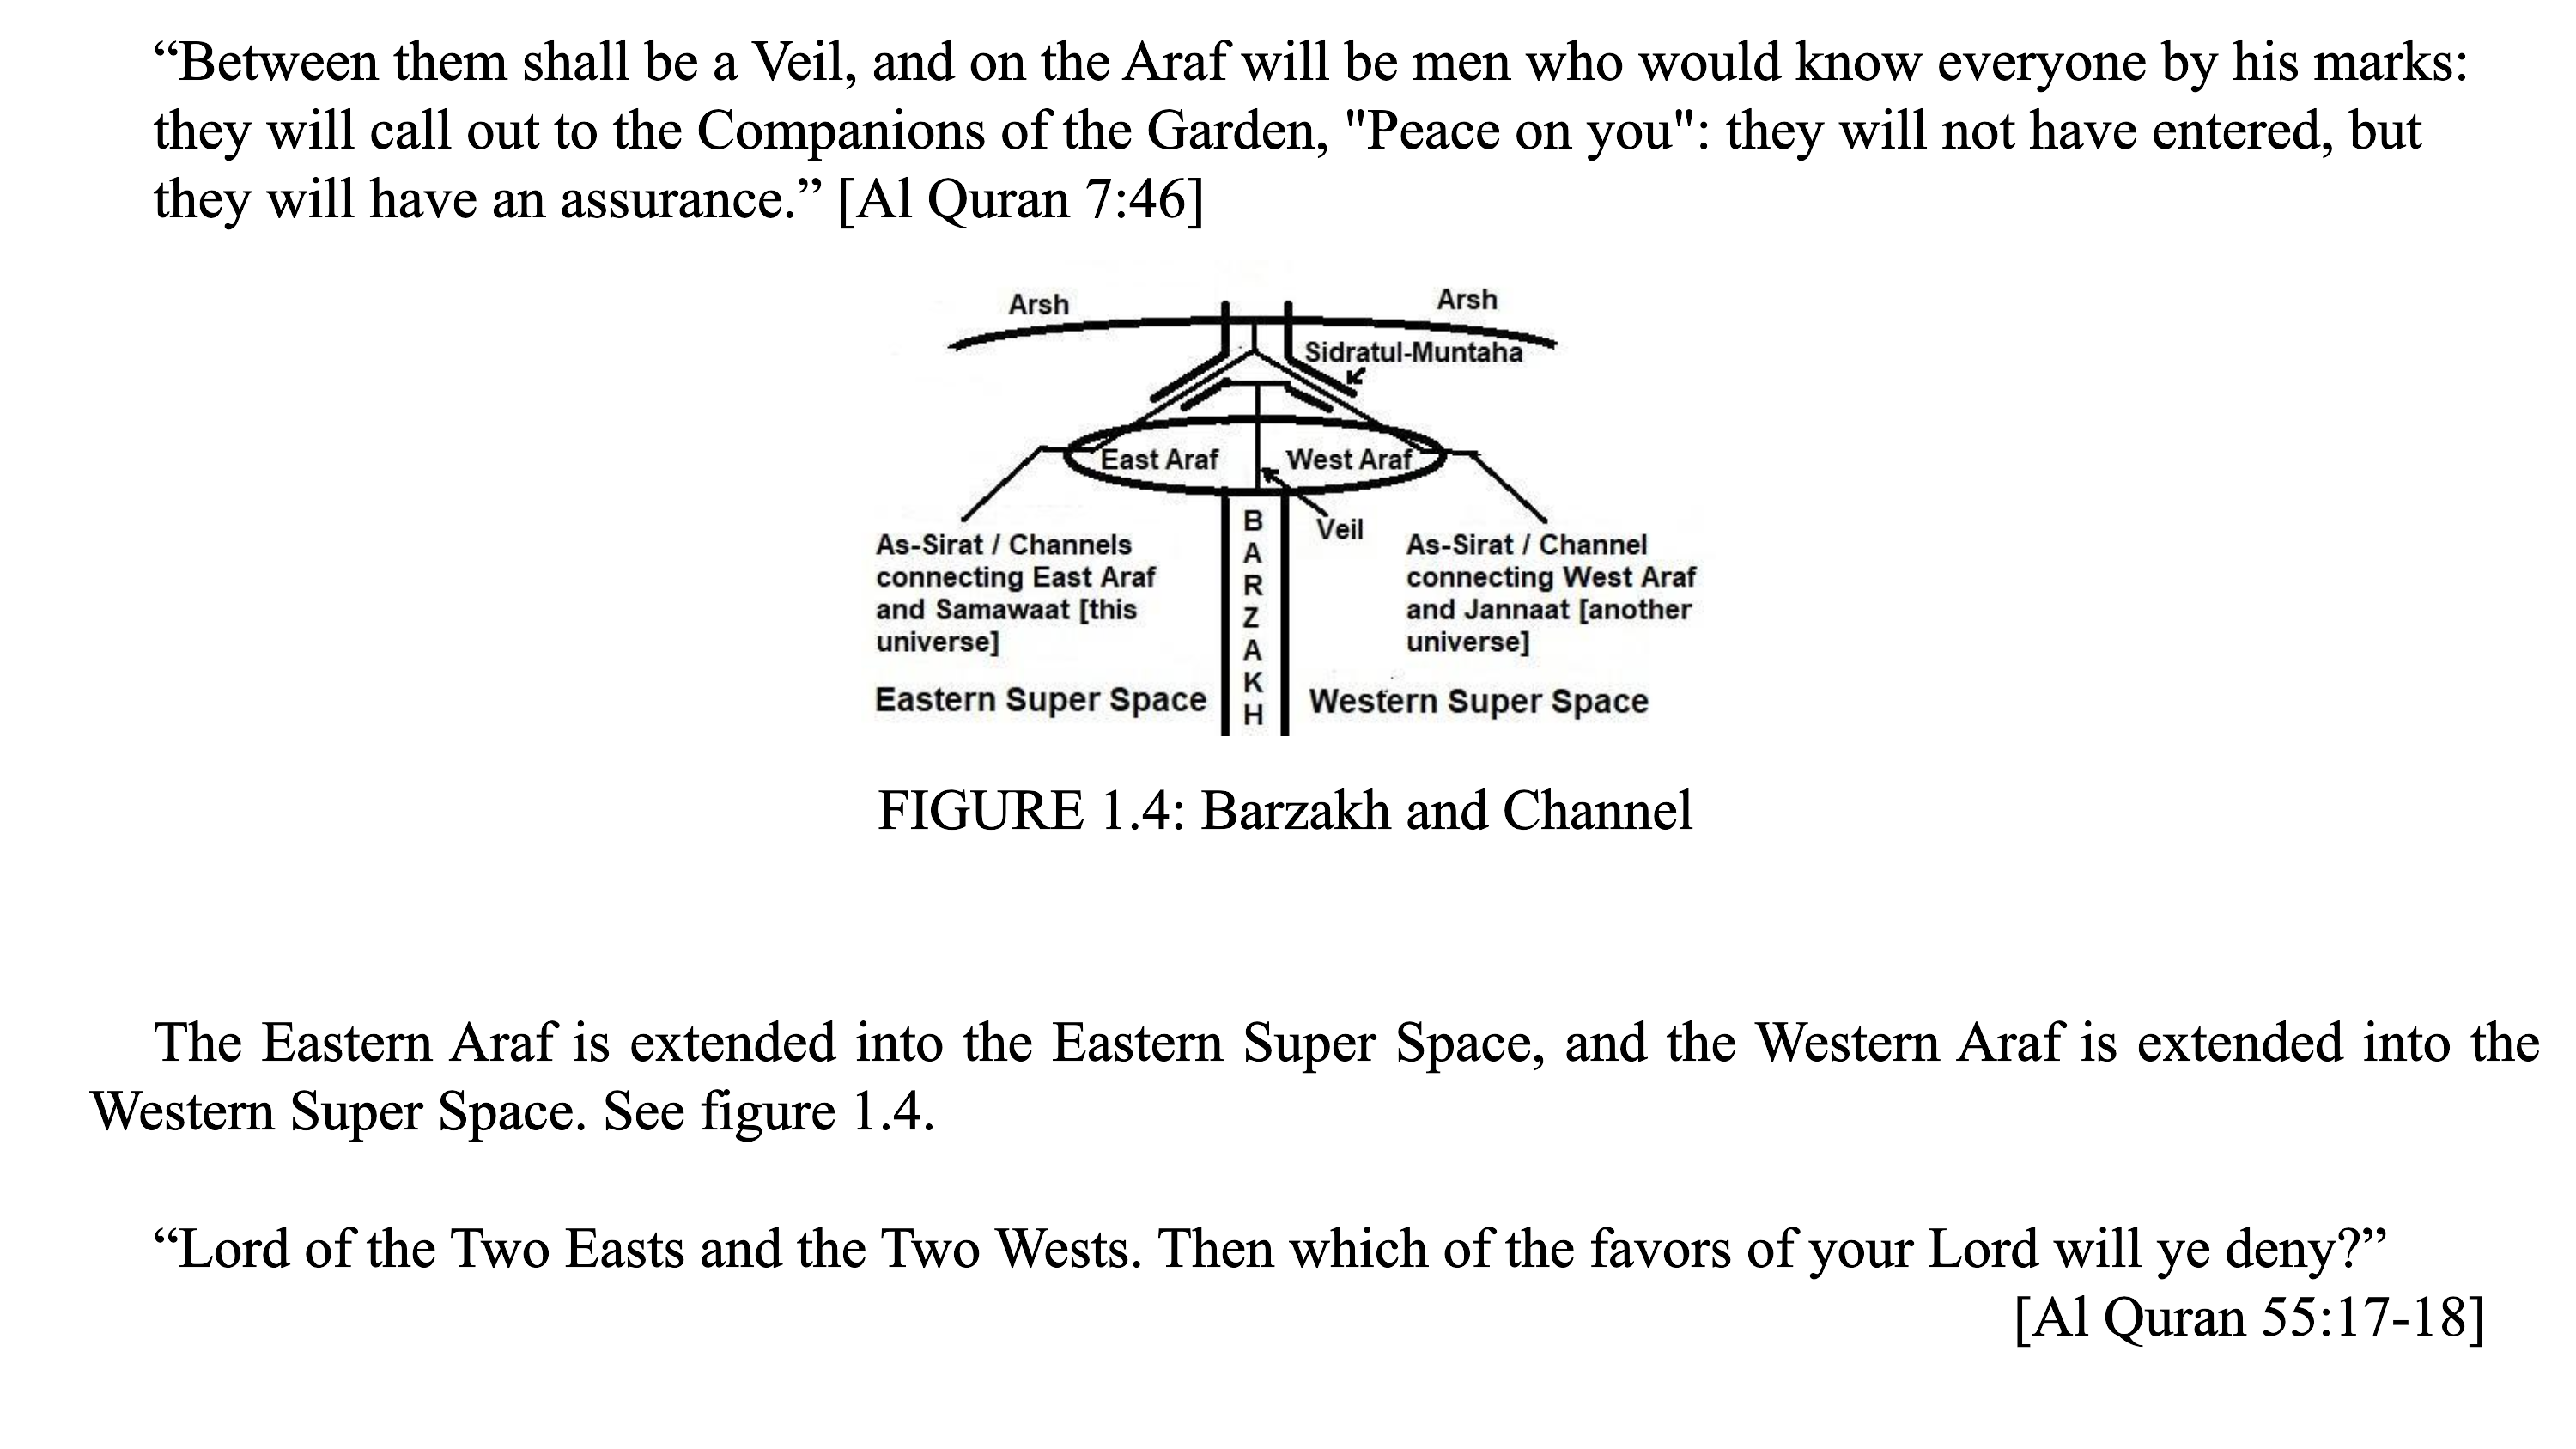 “Between them shall be a Veil, and on the Araf will be men who would know everyone by his marks:
they will call out to the Companions of the Garden, "Peace on you": they will not have entered, but
they will have an assurance.” [Al Quran 7:46]
Arsh
Arsh
Sidratul-Muntaha
East Araf
West Araf
Veil
BARZAKH
As-Sirat / Channels
connecting East Araf
and Samawaat [this
universe]
As-Sirat / Channel
connecting West Araf
and Jannaat [another
universe]
Eastern Super Space
Western Super Space
FIGURE 1.4: Barzakh and Channel
The Eastern Araf is extended into the Eastern Super Space, and the Western Araf is extended into the
Western Super Space. See figure 1.4.
“Lord of the Two Easts and the Two Wests. Then which of the favors of your Lord will ye deny?”
[Al Quran 55:17-18]